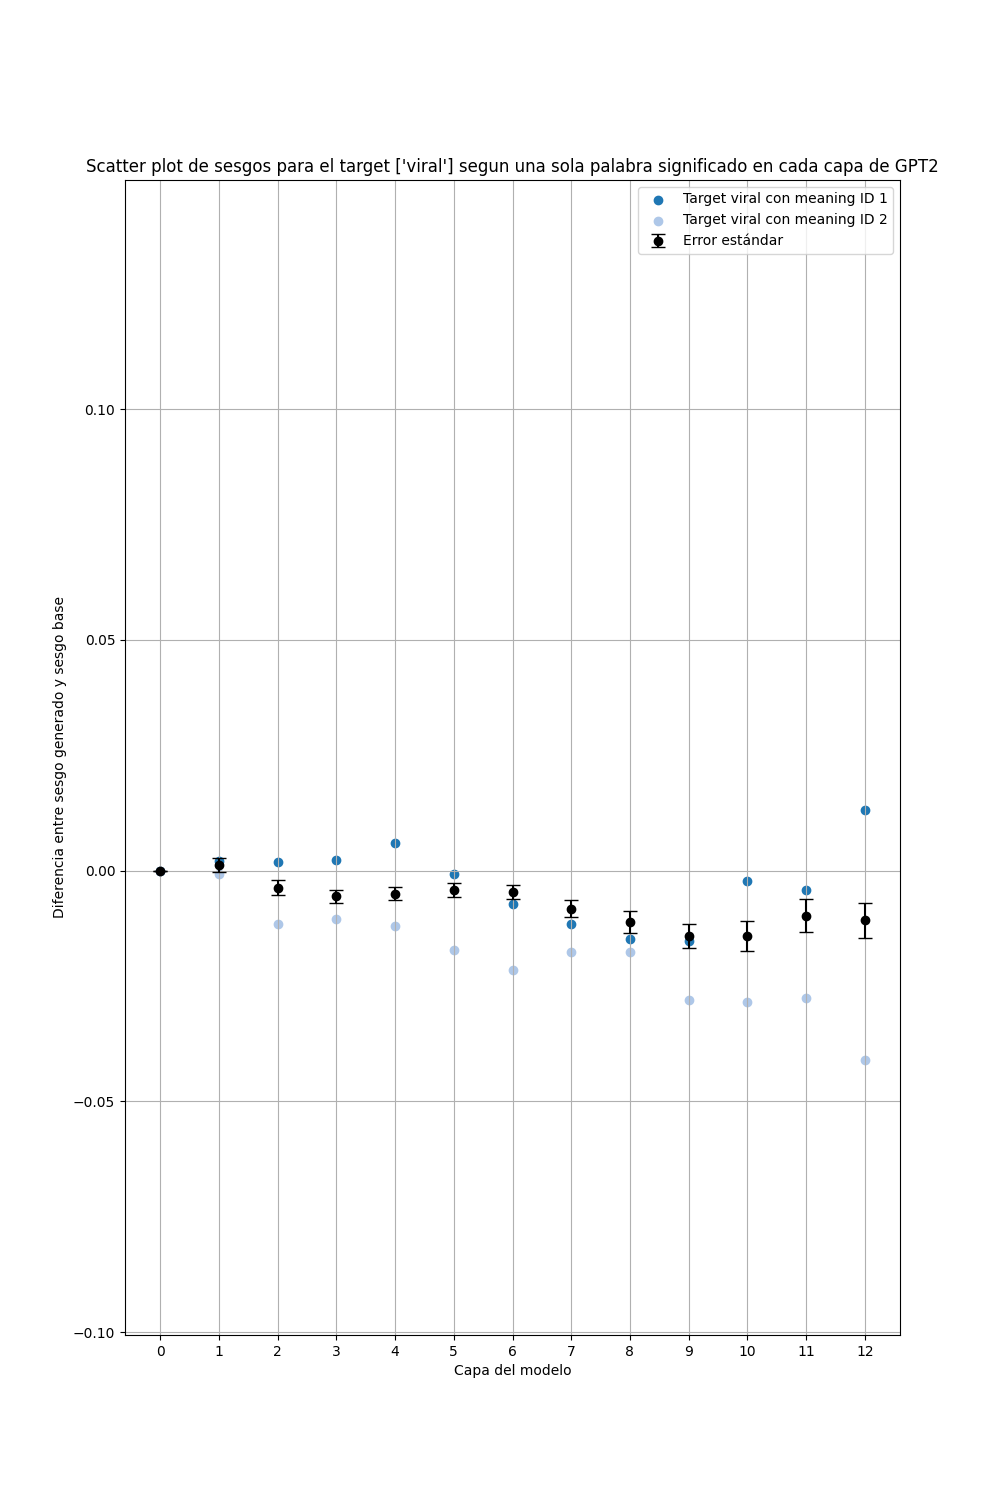 Scatter plot de sesgos para el target ['viral'] segun una sola palabra significado en cada capa de GPT2
Target viral con meaning ID 1
Target viral con meaning ID 2
Error estándar
Diferencia entre sesgo generado y sesgo base
0.10
0.05
0.00
−0.05
−0.10
0 1 2 3 4 5 6 7 8 9 10 11 12
Capa del modelo